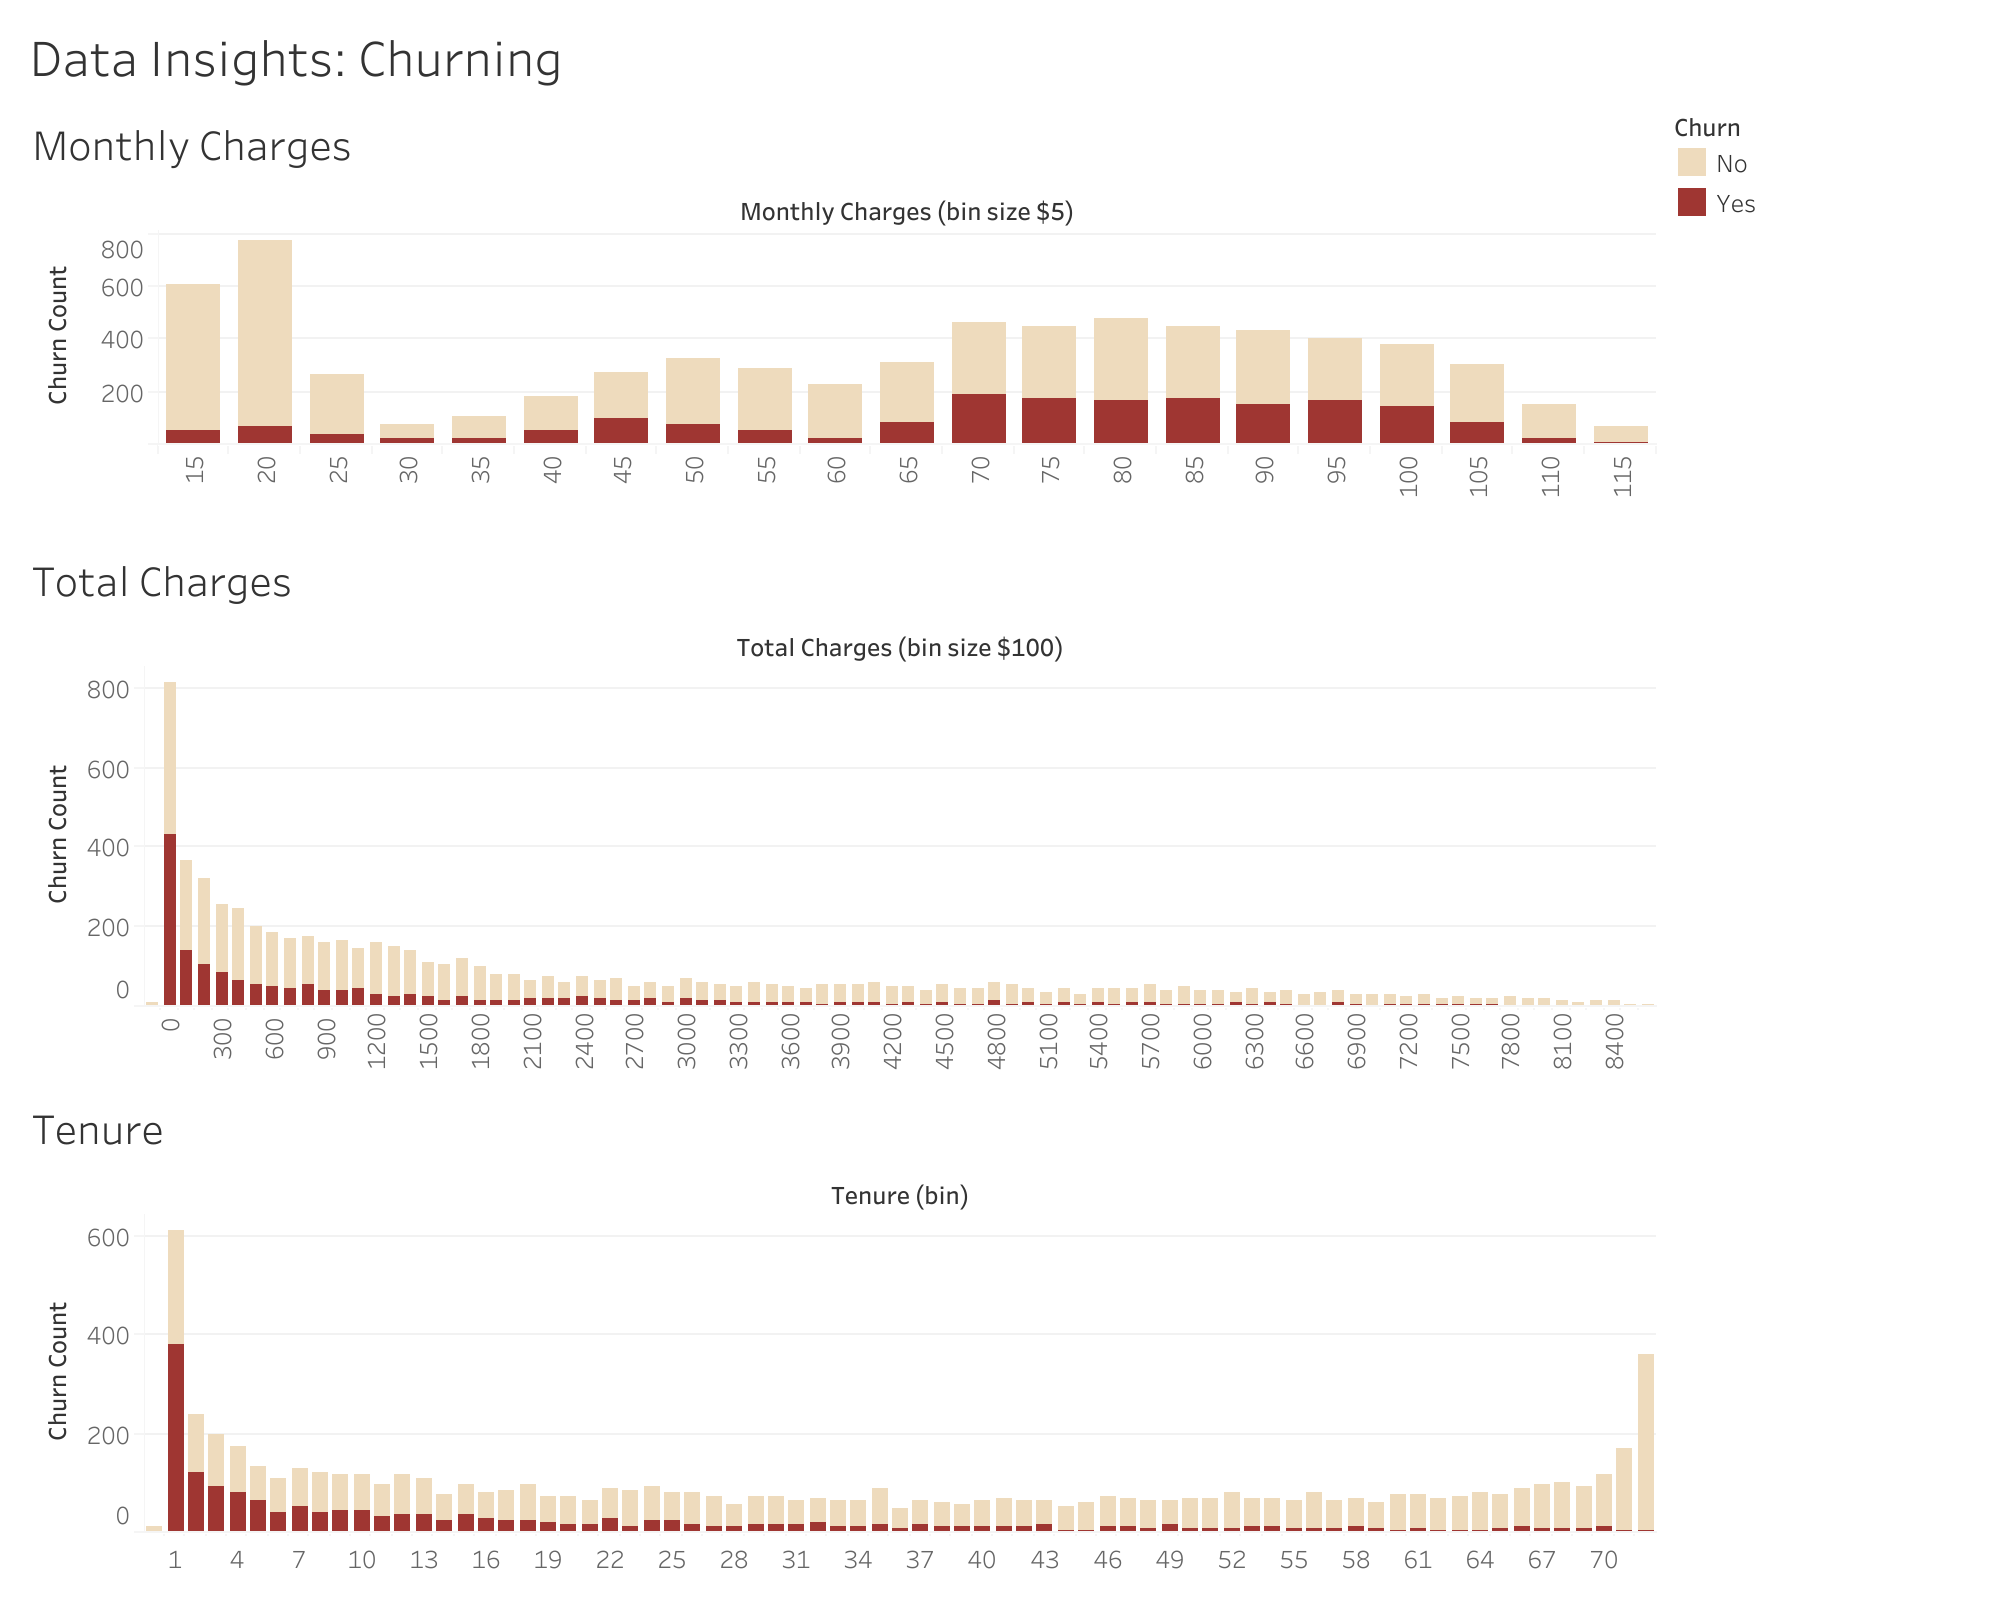 Data Insights: Churning
Monthly Charges
Churn
No
Yes
Monthly Charges (bin size $5)
Churn Count
800
600
400
200
15 20 25 30 35 40 45 50 55 60 65 70 75 80 85 90 95 100 105 110 115
Total Charges
Total Charges (bin size $100)
Churn Count
800
600
400
200
0
0 300 600 900 1200 1500 1800 2100 2400 2700 3000 3300 3600 3900 4200 4500 4800 5100 5400 5700 6000 6300 6600 6900 7200 7500 7800 8100 8400
Tenure
Tenure (bin)
Churn Count
600
400
200
0
1 4 7 10 13 16 19 22 25 28 31 34 37 40 43 46 49 52 55 58 61 64 67 70